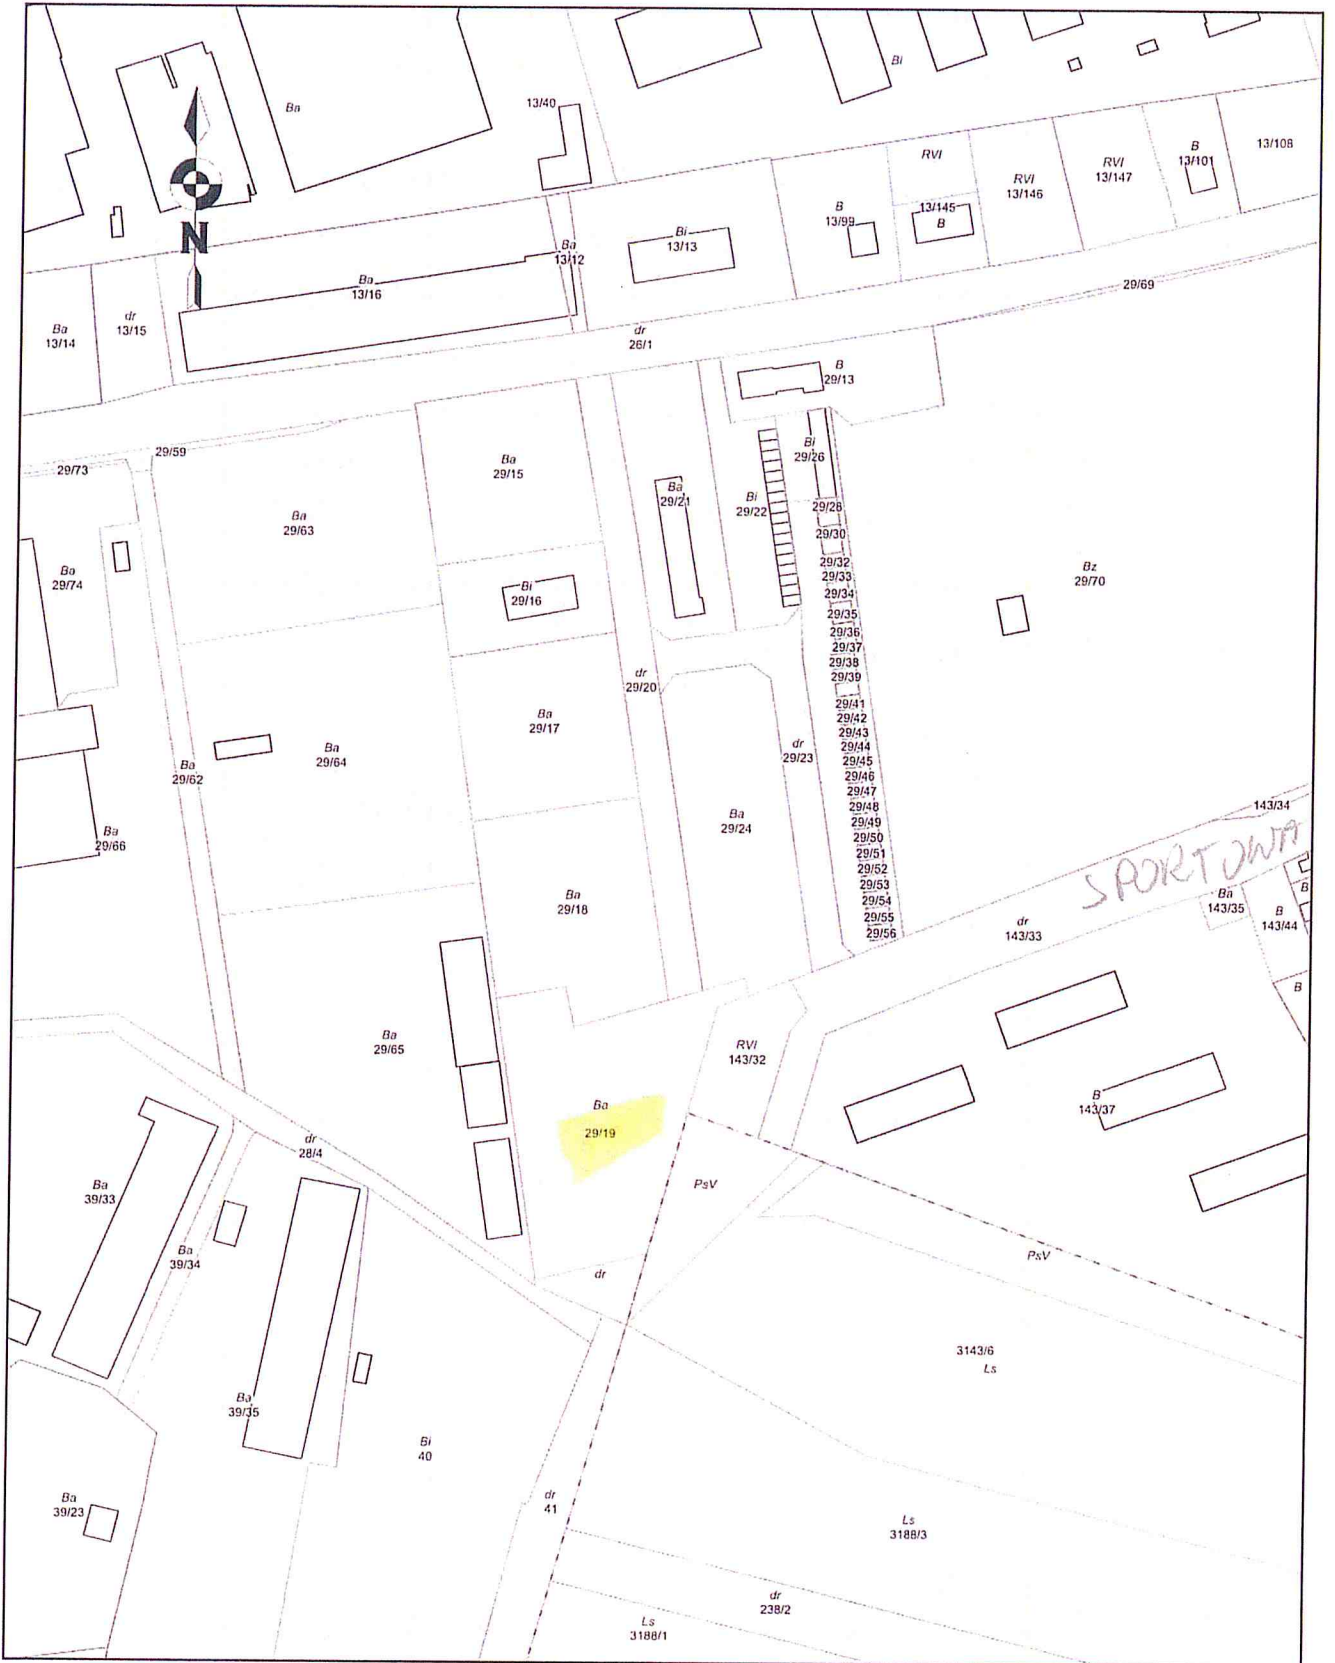 Ba
Bi
13/40
13/108
B
13/101
RVI
13/147
RVI
13/146
RVI
13/145
B
B
13/99
Bi
13/13
Ba
13/12
N
Ba
13/16
dr
13/15
Ba
13/14
dr
26/1
29/69
B
29/13
29/59
29/73
Ba
29/15
Ba
29/63
Ba
29/21
Bi
29/22
Bi
29/26
29/28
29/30
29/32
29/33
29/34
29/35
29/36
29/37
29/38
29/39
29/41
29/42
29/43
29/44
29/45
29/46
29/47
29/48
29/49
29/50
29/51
29/52
29/53
29/54
29/55
29/56
Bz
29/70
Ba
29/74
Bi
29/16
dr
29/20
Ba
29/17
dr
29/23
Ba
29/64
Ba
29/62
Ba
29/66
Ba
29/24
143/34
SPORTOWA
Ba
29/18
dr
143/33
Ba
143/35
B
143/44
B
B
Ba
29/65
RVI
143/32
B
143/37
Ba
29/19
dr
28/4
PsV
PsV
Ba
39/33
Ba
39/34
dr
3143/6
Ls
Ba
39/35
Bi
40
dr
41
Ba
39/23
Ls
3188/3
dr
238/2
Ls
3188/1